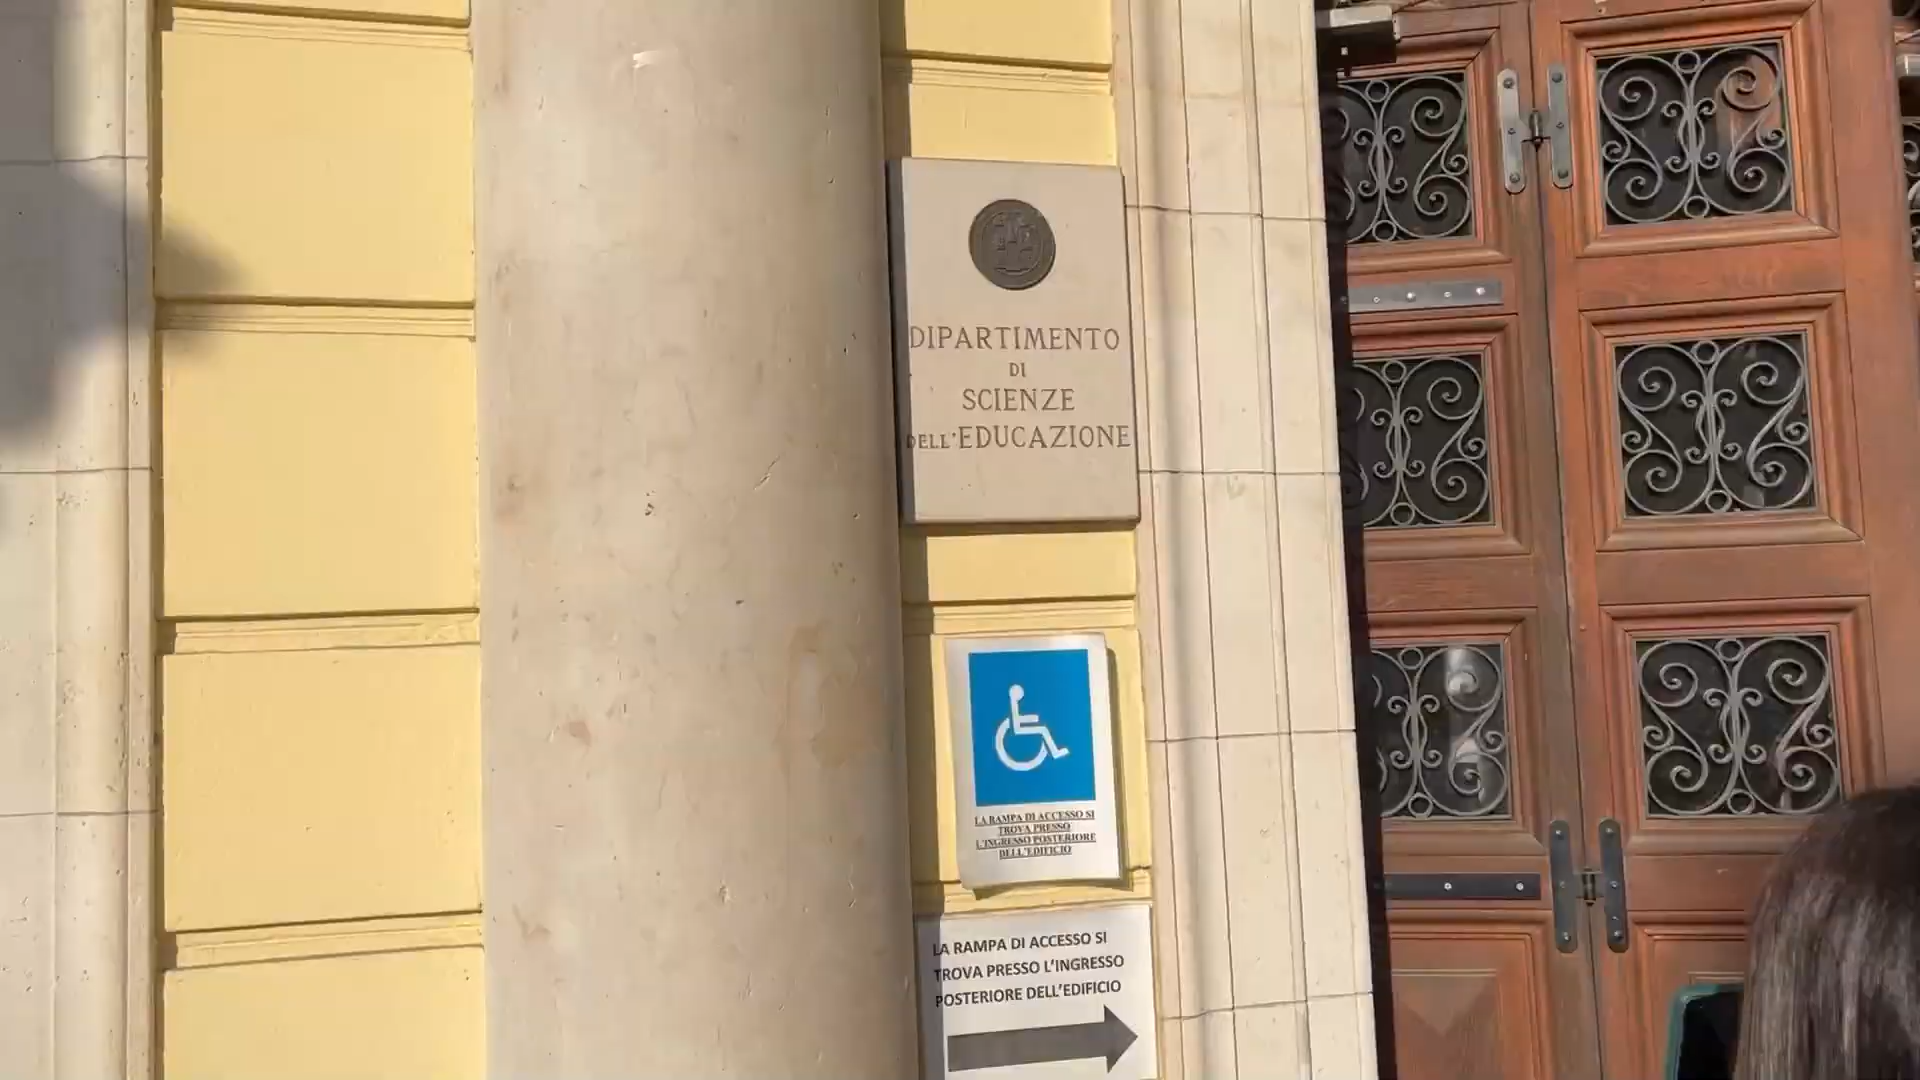 DIPARTIMENTO
DI
SCIENZE
DELL'EDUCAZIONE
LA RAMPA DI ACCESSO SI
TROVA PRESSO
L'INGRESSO POSTERIORE
DELL'EDIFICIO
LA RAMPA DI ACCESSO SI
TROVA PRESSO L'INGRESSO
POSTERIORE DELL'EDIFICIO